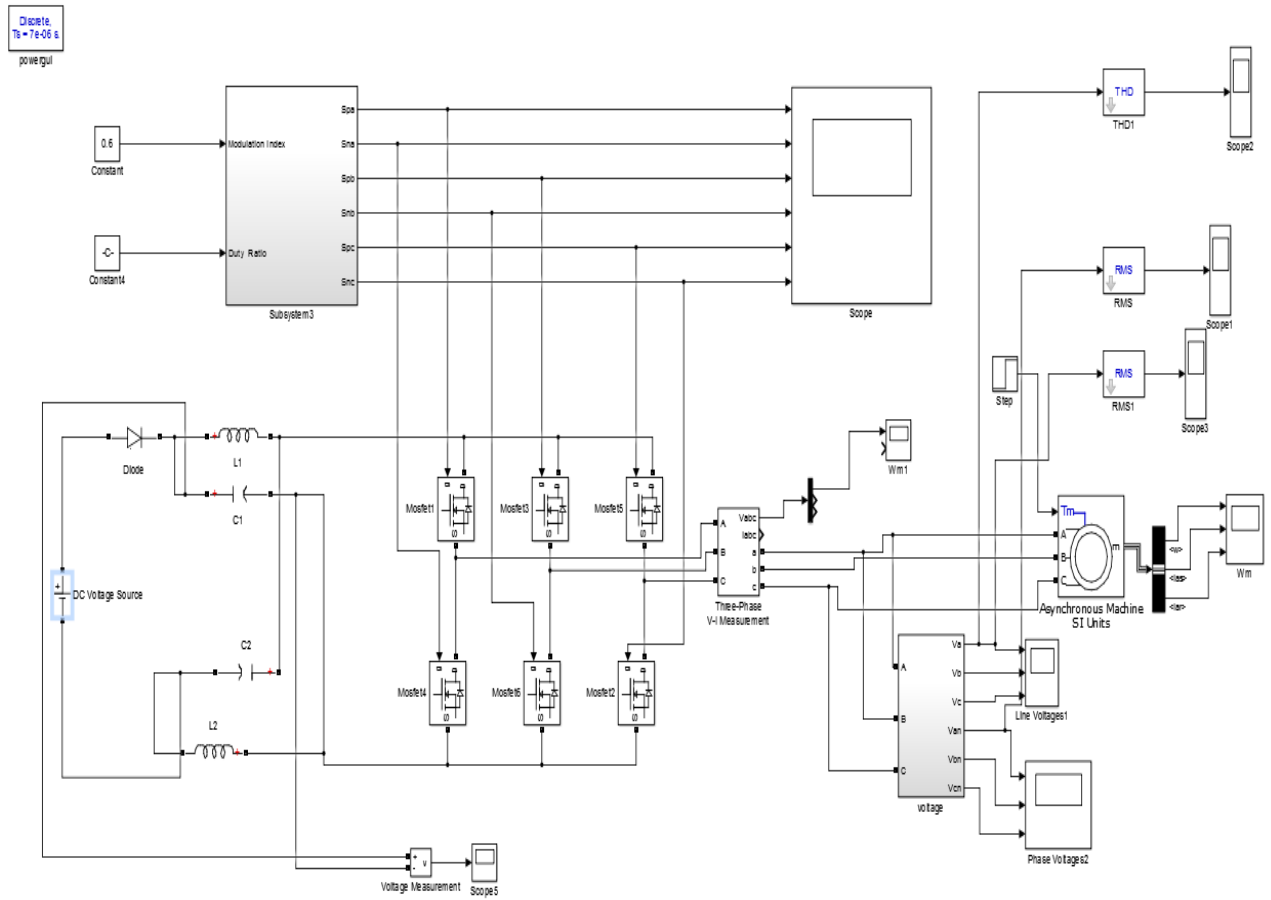 Discrete,
Ts = 7e-06 s.
powergui
0.6
Constant
-C-
Constant4
Modulation Index
Duty Ratio
Spa
Sna
Spb
Snb
Spc
Snc
Subsystem3
Scope
THD
THD1
Scope2
RMS
RMS
Scope1
RMS
RMS1
Scope3
Step
Diode
L1
C1
DC Voltage Source
C2
L2
Mosfet1
Mosfet3
Mosfet5
g
D
S
g
D
S
g
D
S
Mosfet4
Mosfet6
Mosfet2
g
D
S
g
D
S
g
D
S
Wm1
A
B
C
Vabc
Iabc
a
b
c
Three-Phase
V-I Measurement
Tm
A
B
C
m
Asynchronous Machine
SI Units
<w>
<ias>
<iar>
Wm
A
B
C
Va
Vb
Vc
Van
Vbn
Vcn
voltage
Line Voltages1
Phase Voltages2
+
-
v
Voltage Measurement
Scope5